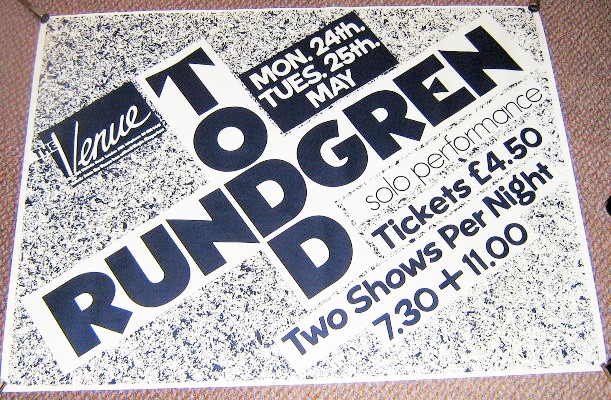 THE Venue
MON. 24th.
TUES. 25th.
MAY
TODD
RUNDGREN
solo performance
Tickets £4.50
Two Shows Per Night
7.30 + 11.00